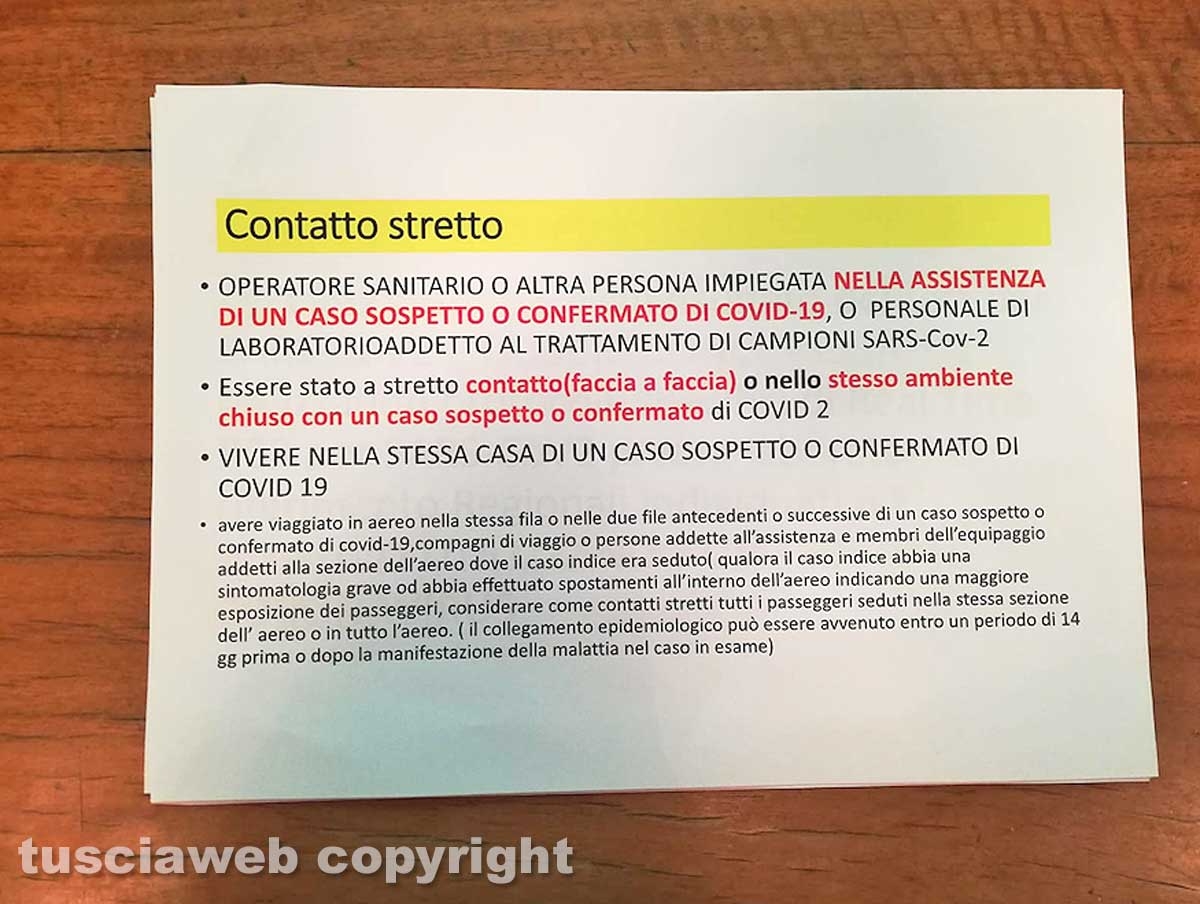 Contatto stretto
• OPERATORE SANITARIO O ALTRA PERSONA IMPIEGATA NELLA ASSISTENZA
DI UN CASO SOSPETTO O CONFERMATO DI COVID-19, O PERSONALE DI
LABORATORIOADDETTO AL TRATTAMENTO DI CAMPIONI SARS-Cov-2
• Essere stato a stretto contatto(faccia a faccia) o nello stesso ambiente
chiuso con un caso sospetto o confermato di COVID 2
• VIVERE NELLA STESSA CASA DI UN CASO SOSPETTO O CONFERMATO DI
COVID 19
• avere viaggiato in aereo nella stessa fila o nelle due file antecedenti o successive di un caso sospetto o
confermato di covid-19,compagni di viaggio o persone addette all’assistenza e membri dell’equipaggio
addetti alla sezione dell’aereo dove il caso indice era seduto( qualora il caso indice abbia una
sintomatologia grave od abbia effettuato spostamenti all’interno dell’aereo indicando una maggiore
esposizione dei passeggeri, considerare come contatti stretti tutti i passeggeri seduti nella stessa sezione
dell’ aereo o in tutto l’aereo. ( il collegamento epidemiologico può essere avvenuto entro un periodo di 14
gg prima o dopo la manifestazione della malattia nel caso in esame)
tusciaweb copyright